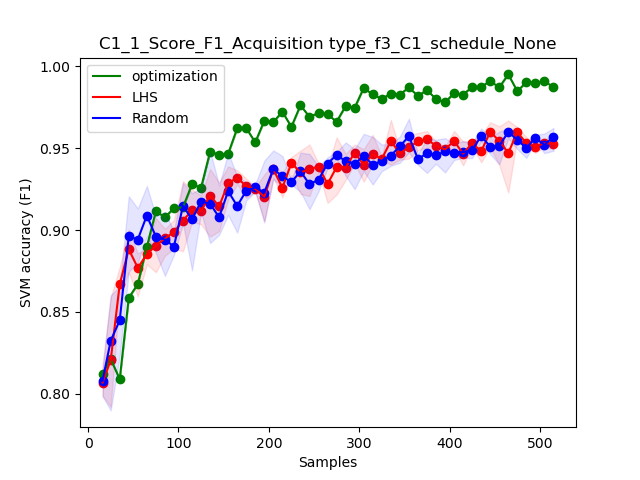 C1_1_Score_F1_Acquisition type_f3_C1_schedule_None
optimization
LHS
Random
SVM accuracy (F1)
1.00
0.95
0.90
0.85
0.80
0
100
200
300
400
500
Samples